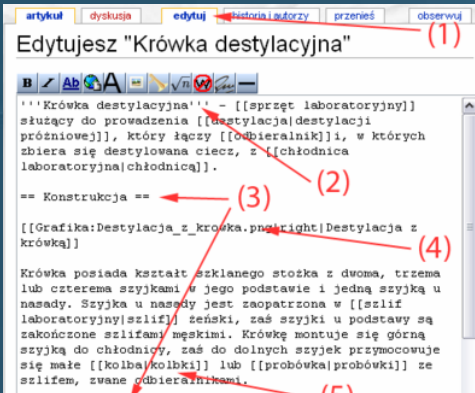 artykuł dyskusja edytuj historia i autorzy przenieś obserwuj
(1)
Edytujesz "Krówka destylacyjna"
B I Ab A √n W
'''Krówka destylacyjna''' - [[sprzęt laboratoryjny]]
służący do prowadzenia [[destylacja|destylacji
próżniowej]], który łączy [[odbieralnik]]i, w których
zbiera się destylowana ciecz, z [[chłodnica
laboratoryjna|chłodnicą]].
(2)
== Konstrukcja ==
(3)
[[Grafika:Destylacja_z_krowka.png|right|Destylacja z
krówką]]
(4)
Krówka posiada kształt szklanego stożka z dwoma, trzema
lub czterema szyjkami w jego podstawie i jedną szyjką u
nasady. Szyjka u nasady jest zaopatrzona w [[szlif
laboratoryjny|szlif]] żeński, zaś szyjki u podstawy są
zakończone szlifami męskimi. Krówkę montuje się górną
szyjką do chłodnicy, zaś do dolnych szyjek przymocowuje
się małe [[kolba|kolbki]] lub [[probówka|probówki]] ze
szlifem, zwane odbieralnikami.
(5)